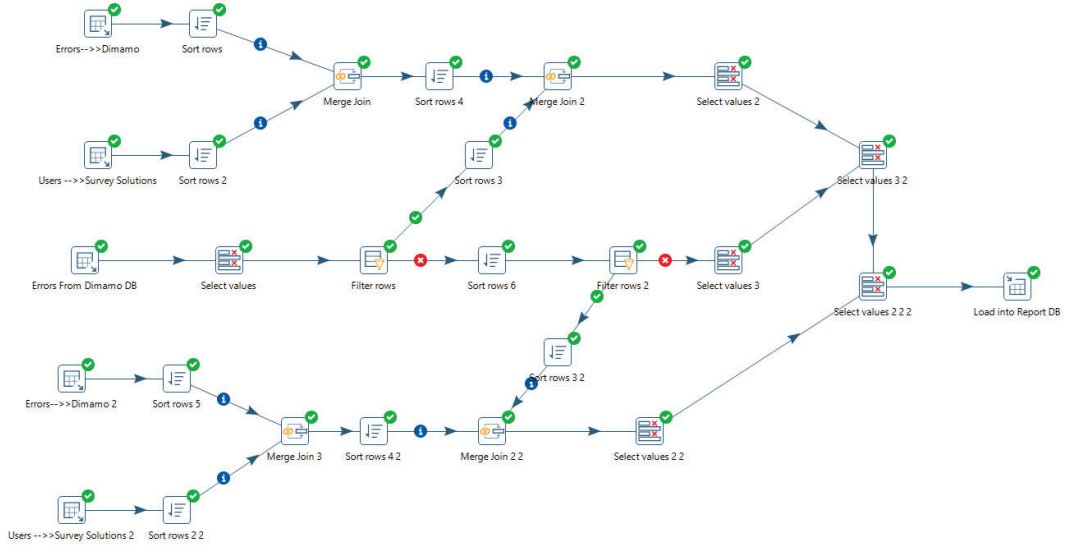 Errors-->>Dimamo
Sort rows
Merge Join
Sort rows 4
Merge Join 2
Select values 2
Users -->>Survey Solutions
Sort rows 2
Sort rows 3
Select values 3 2
Errors From Dimamo DB
Select values
Filter rows
Sort rows 6
Filter rows 2
Select values 3
Select values 2 2 2
Load into Report DB
Sort rows 3 2
Errors-->>Dimamo 2
Sort rows 5
Merge Join 3
Sort rows 4 2
Merge Join 2 2
Select values 2 2
Users -->>Survey Solutions 2
Sort rows 2 2